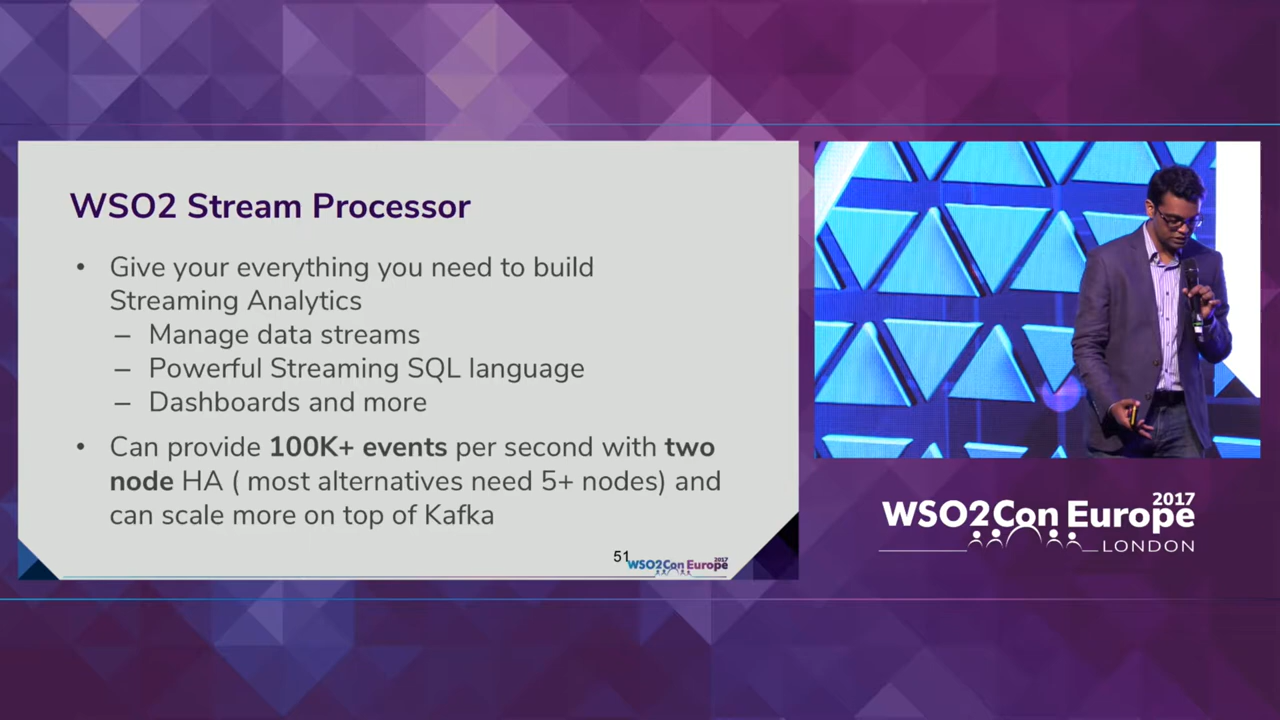 WSO2 Stream Processor
• Give your everything you need to build
Streaming Analytics
– Manage data streams
– Powerful Streaming SQL language
– Dashboards and more
• Can provide 100K+ events per second with two
node HA ( most alternatives need 5+ nodes) and
can scale more on top of Kafka
51
WSO2Con Europe 2017
2017
WSO2Con Europe
LONDON